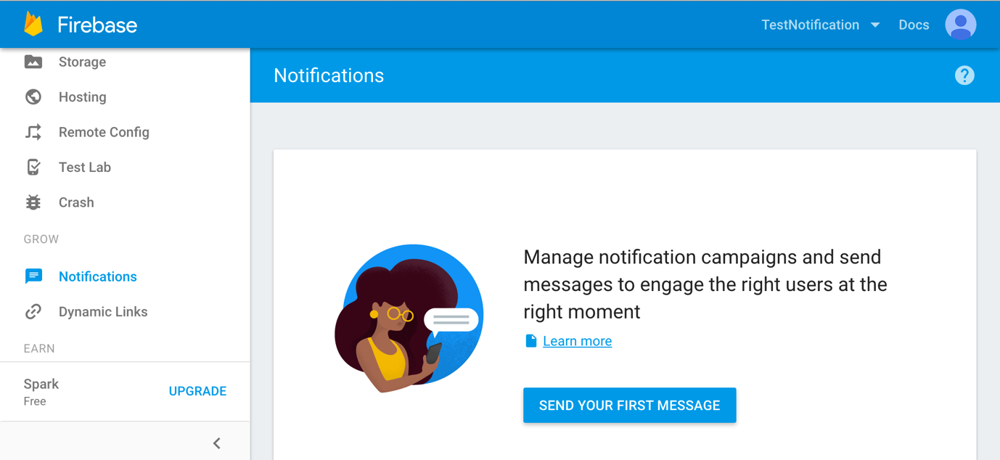 Firebase
TestNotification
Docs
Storage
Hosting
Remote Config
Test Lab
Crash
GROW
Notifications
Dynamic Links
EARN
Spark
Free
UPGRADE
Notifications
?
Manage notification campaigns and send
messages to engage the right users at the
right moment
Learn more
SEND YOUR FIRST MESSAGE